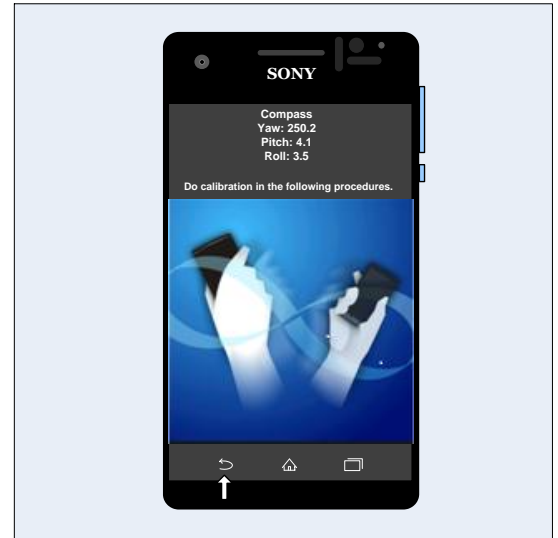 SONY
Compass
Yaw: 250.2
Pitch: 4.1
Roll: 3.5
Do calibration in the following procedures.